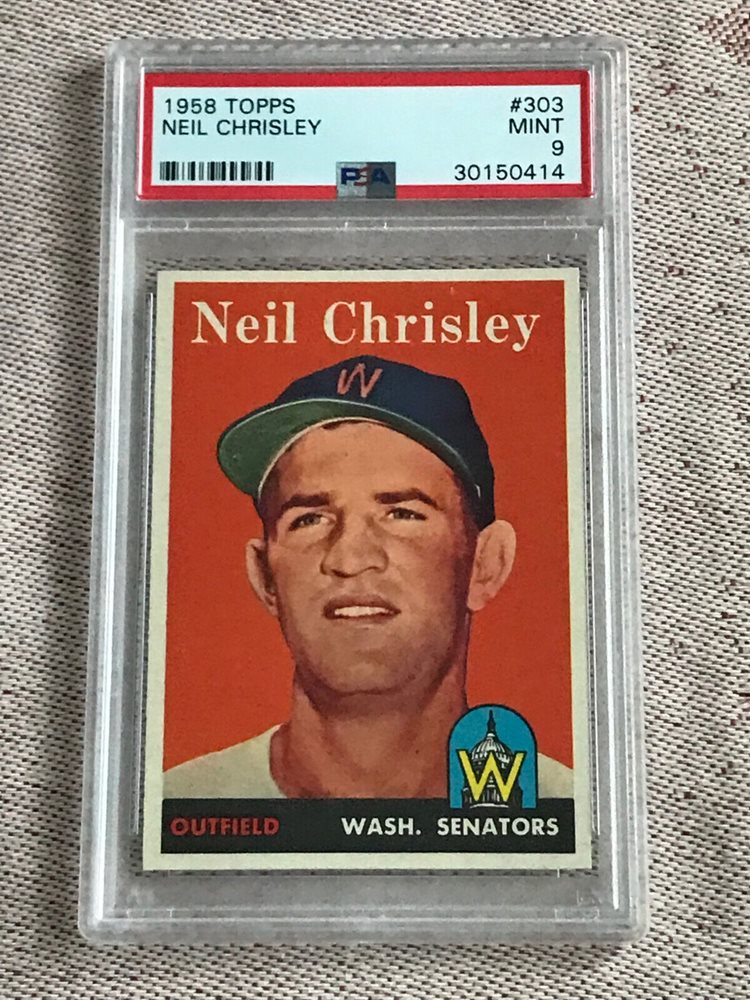 1958 TOPPS #303
NEIL CHRISLEY MINT
9
PSA 30150414
Neil Chrisley
W
W
OUTFIELD WASH. SENATORS